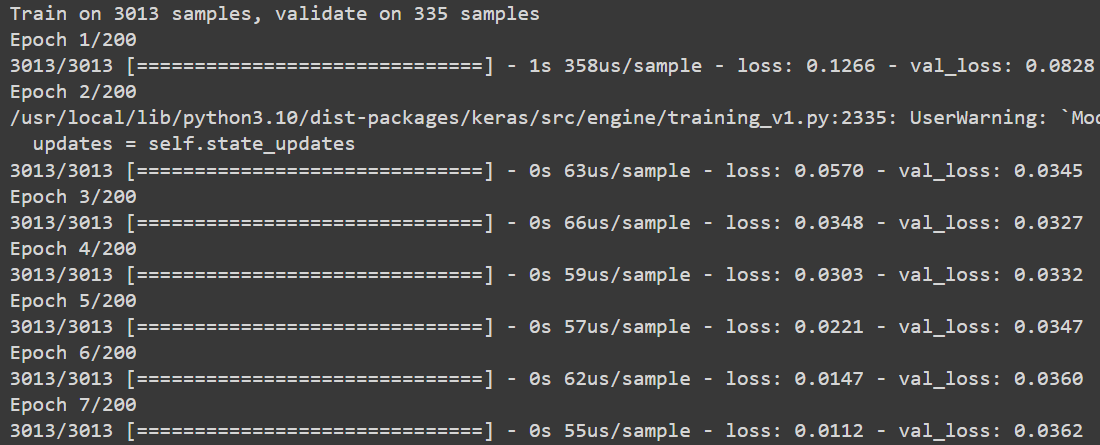 Train on 3013 samples, validate on 335 samples
Epoch 1/200
3013/3013 [==============================] - 1s 358us/sample - loss: 0.1266 - val_loss: 0.0828
Epoch 2/200
/usr/local/lib/python3.10/dist-packages/keras/src/engine/training_v1.py:2335: UserWarning: `Mod
  updates = self.state_updates
3013/3013 [==============================] - 0s 63us/sample - loss: 0.0570 - val_loss: 0.0345
Epoch 3/200
3013/3013 [==============================] - 0s 66us/sample - loss: 0.0348 - val_loss: 0.0327
Epoch 4/200
3013/3013 [==============================] - 0s 59us/sample - loss: 0.0303 - val_loss: 0.0332
Epoch 5/200
3013/3013 [==============================] - 0s 57us/sample - loss: 0.0221 - val_loss: 0.0347
Epoch 6/200
3013/3013 [==============================] - 0s 62us/sample - loss: 0.0147 - val_loss: 0.0360
Epoch 7/200
3013/3013 [==============================] - 0s 55us/sample - loss: 0.0112 - val_loss: 0.0362